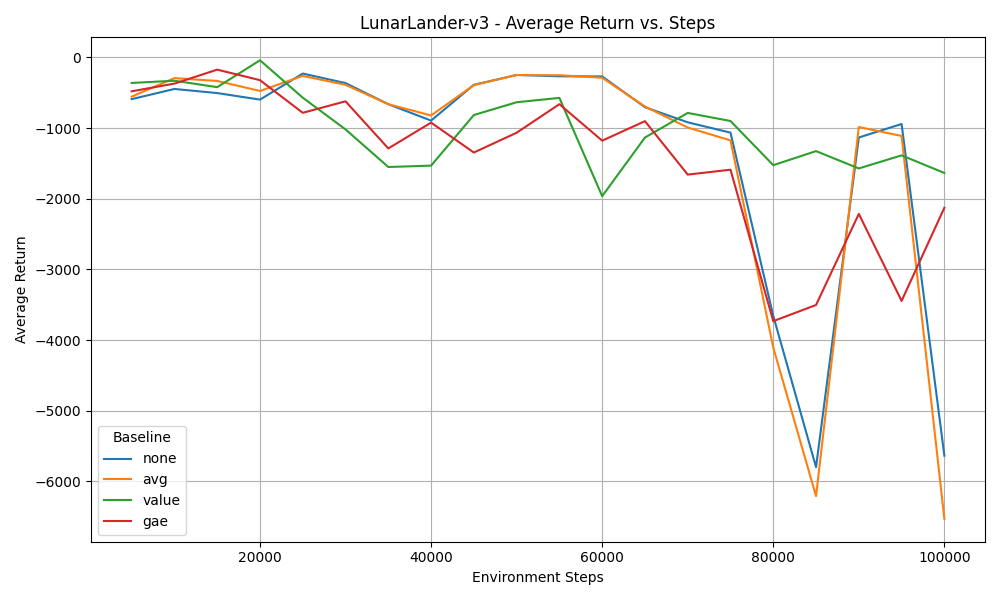 LunarLander-v3 - Average Return vs. Steps
0
−1000
−2000
−3000
−4000
−5000
−6000
Average Return
Baseline
none
avg
value
gae
20000
40000
60000
80000
100000
Environment Steps